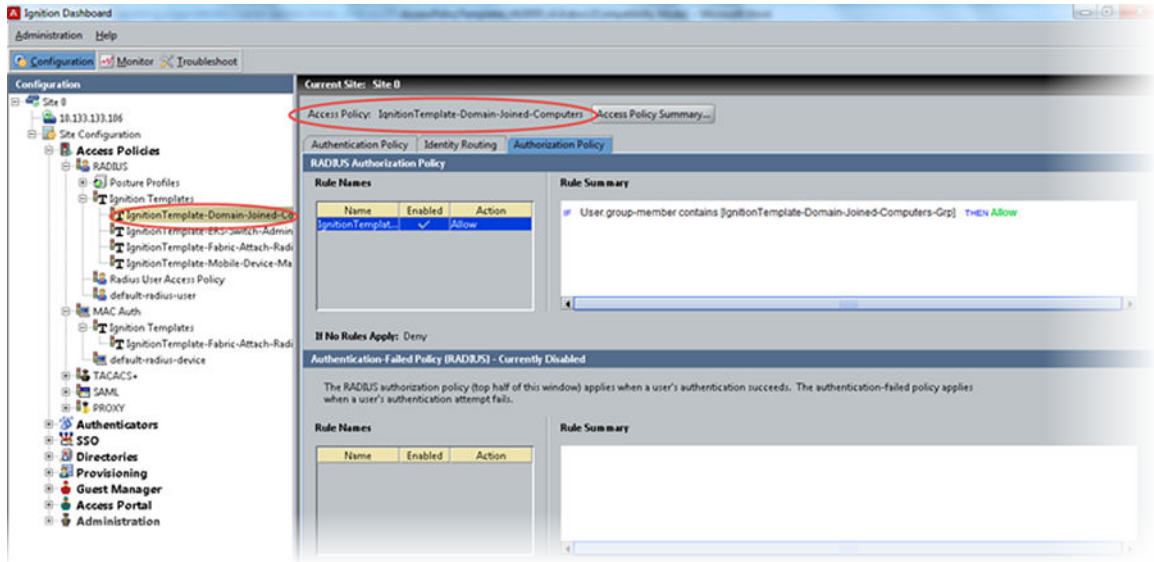 Ignition Dashboard
Administration Help
Configuration Monitor Troubleshoot
Configuration
Site 0
10.133.133.106
Site Configuration
Access Policies
RADIUS
Posture Profiles
Ignition Templates
IgnitionTemplate-Domain-Joined-Co
IgnitionTemplate-ERS-Switch-Admin
IgnitionTemplate-Fabric-Attach-Radi
IgnitionTemplate-Mobile-Device-Ma
Radius User Access Policy
default-radius-user
MAC Auth
Ignition Templates
IgnitionTemplate-Fabric-Attach-Radi
default-radius-device
TACACS+
SAML
PROXY
Authenticators
SSO
Directories
Provisioning
Guest Manager
Access Portal
Administration
Current Site: Site 0
Access Policy: IgnitionTemplate-Domain-Joined-Computers Access Policy Summary...
Authentication Policy Identity Routing Authorization Policy
RADIUS Authorization Policy
Rule Names Rule Summary
Name Enabled Action
IgnitionTemplat... Allow
IF User.group-member contains [IgnitionTemplate-Domain-Joined-Computers-Grp] THEN Allow
If No Rules Apply: Deny
Authentication-Failed Policy (RADIUS) - Currently Disabled
The RADIUS authorization policy (top half of this window) applies when a user's authentication succeeds. The authentication-failed policy applies
when a user's authentication attempt fails.
Rule Names Rule Summary
Name Enabled Action